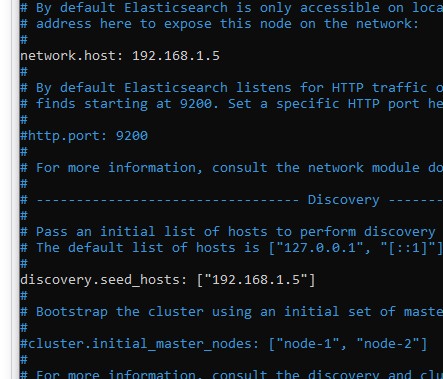 # By default Elasticsearch is only accessible on
# address here to expose this node on the network:
#
network.host: 192.168.1.5
#
# By default Elasticsearch listens for HTTP traffic
# finds starting at 9200. Set a specific HTTP port
#
#http.port: 9200
#
# For more information, consult the network module
#
# --------------------------------- Discovery -------
#
# Pass an initial list of hosts to perform discovery
# The default list of hosts is ["127.0.0.1", "[::1]"]
#
discovery.seed_hosts: ["192.168.1.5"]
#
# Bootstrap the cluster using an initial set of
#
#cluster.initial_master_nodes: ["node-1", "node-2"]
#
# For more information, consult the discovery and